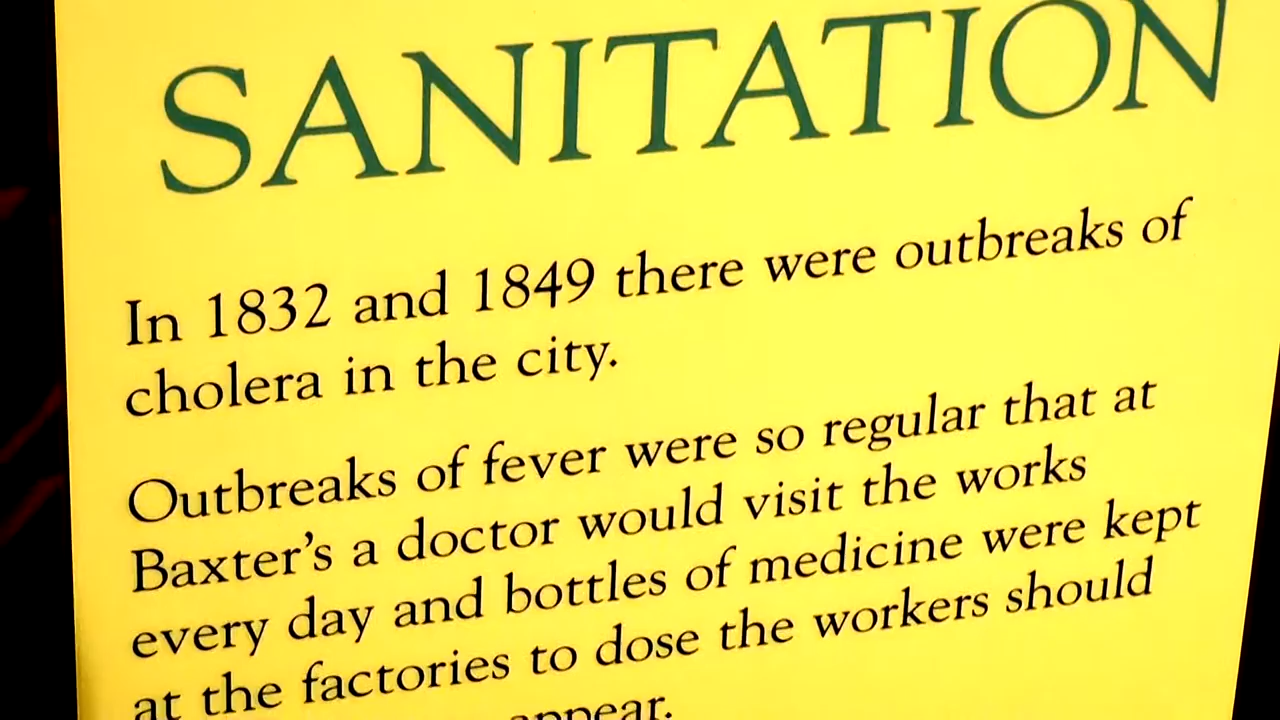 SANITATION
In 1832 and 1849 there were outbreaks of
cholera in the city.
Outbreaks of fever were so regular that at
Baxter's a doctor would visit the works
every day and bottles of medicine were kept
at the factories to dose the workers should
appear.